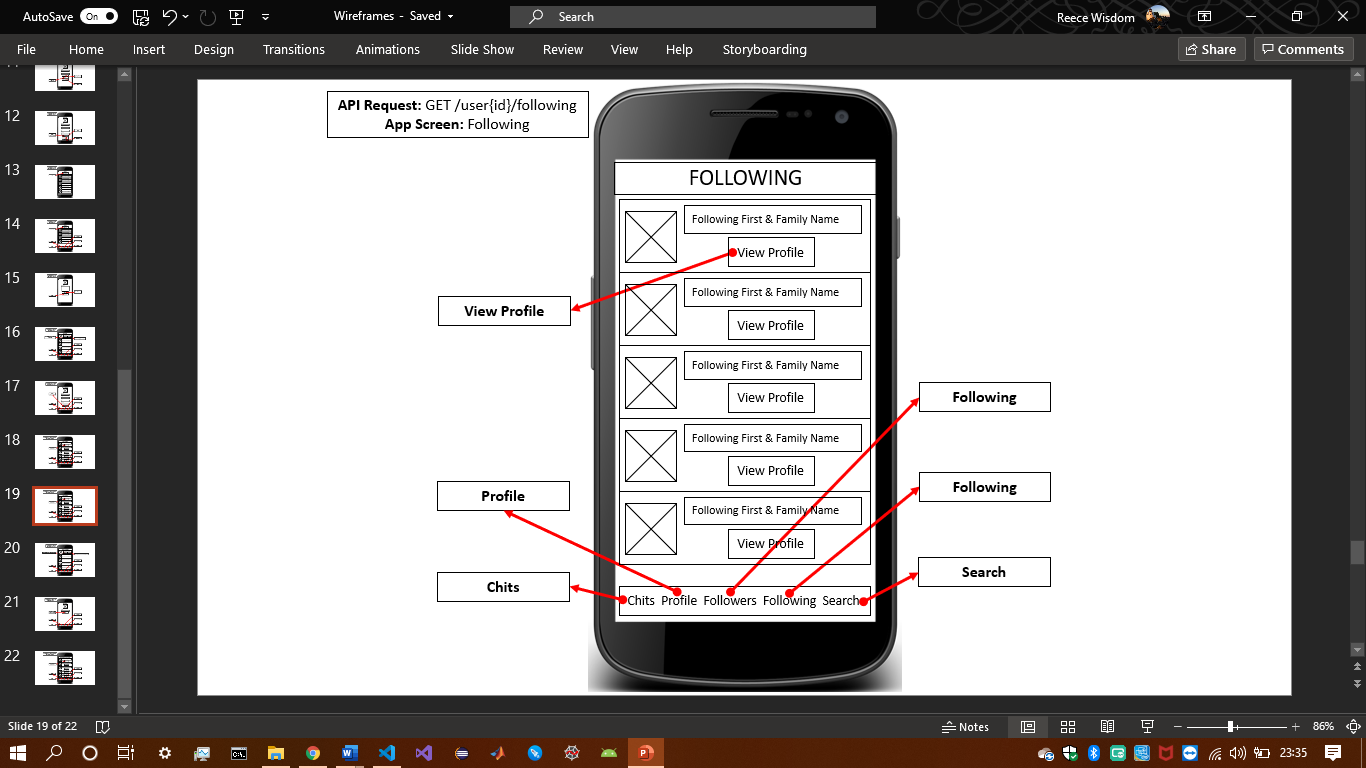 AutoSave On
Wireframes - Saved
Search
Reece Wisdom
File Home Insert Design Transitions Animations Slide Show Review View Help Storyboarding
Share Comments
12
13
14
15
16
17
18
19
20
21
22
API Request: GET /user{id}/following
App Screen: Following
FOLLOWING
Following First & Family Name
View Profile
Following First & Family Name
View Profile
Following First & Family Name
View Profile
Following First & Family Name
View Profile
Following First & Family Name
View Profile
Chits Profile Followers Following Search
View Profile
Profile
Chits
Following
Following
Search
Slide 19 of 22
Notes
86%
23:35